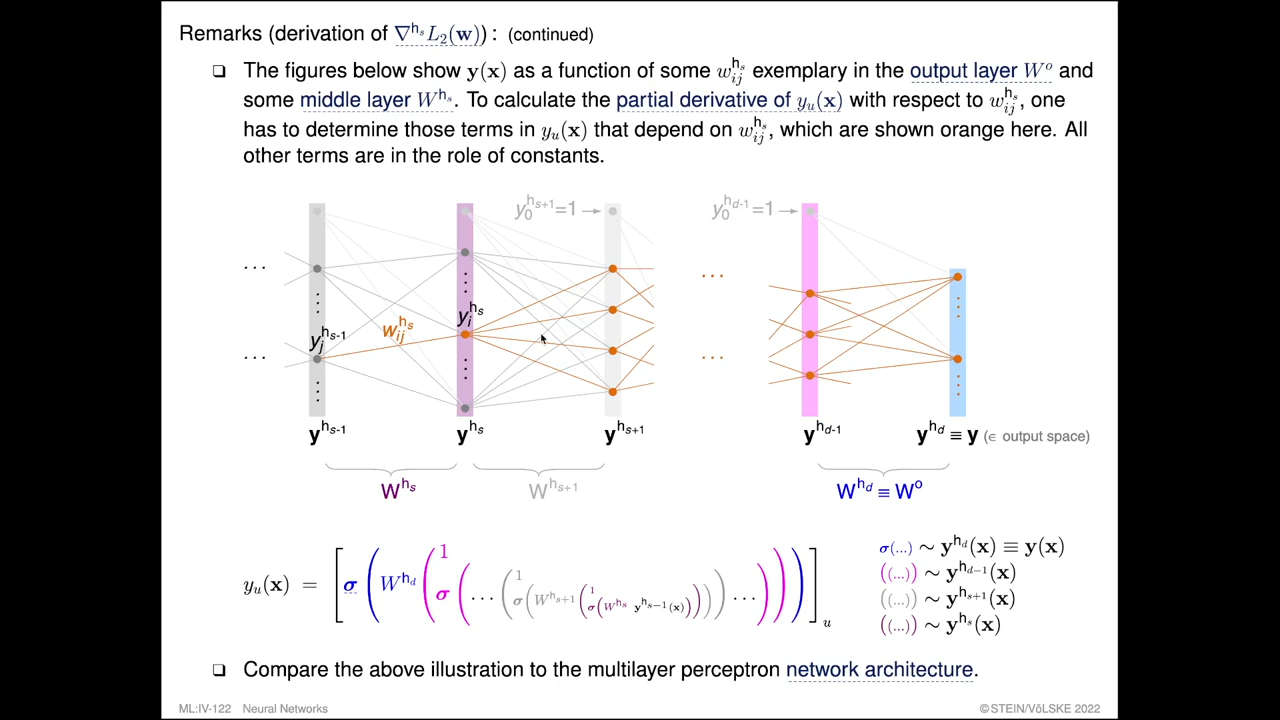 Remarks (derivation of ∇^{h_s} L_2(w)) : (continued)
❑ The figures below show y(x) as a function of some w_{ij}^{h_s} exemplary in the output layer W^o and
some middle layer W^{h_s}. To calculate the partial derivative of y_u(x) with respect to w_{ij}^{h_s}, one
has to determine those terms in y_u(x) that depend on w_{ij}^{h_s}, which are shown orange here. All
other terms are in the role of constants.
y_0^{h_{s+1}}=1 → y_0^{h_{d-1}}=1 →
... ...
y_i^{h_s}
w_{ij}^{h_s}
y_j^{h_{s-1}}
... ...
y^{h_{s-1}} y^{h_s} y^{h_{s+1}} y^{h_{d-1}} y^{h_d} ≡ y (∈ output space)
W^{h_s} W^{h_{s+1}} W^{h_d} ≡ W^o
y_u(x) = [σ(W^{h_d}(1 σ(...(1 σ(W^{h_{s+1}}(1 σ(W^{h_s} y^{h_{s-1}}(x)))))...)))]_u
σ(...) ∼ y^{h_d}(x) ≡ y(x)
((...)) ∼ y^{h_{d-1}}(x)
((...)) ∼ y^{h_{s+1}}(x)
((...)) ∼ y^{h_s}(x)
❑ Compare the above illustration to the multilayer perceptron network architecture.
ML:IV-122 Neural Networks ©STEIN/VÖLSKE 2022